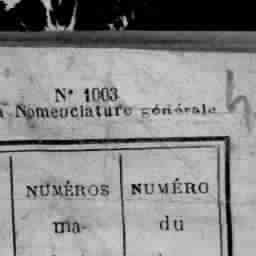 N° 1003
Nomenclature générale
NUMÉROS NUMÉRO
ma- du